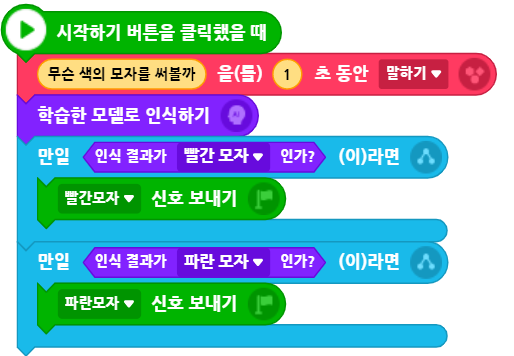 시작하기 버튼을 클릭했을 때
무슨 색의 모자를 써볼까 을(를) 1 초 동안 말하기
학습한 모델로 인식하기
만일 인식 결과가 빨간 모자 인가? (이)라면
빨간모자 신호 보내기
만일 인식 결과가 파란 모자 인가? (이)라면
파란모자 신호 보내기